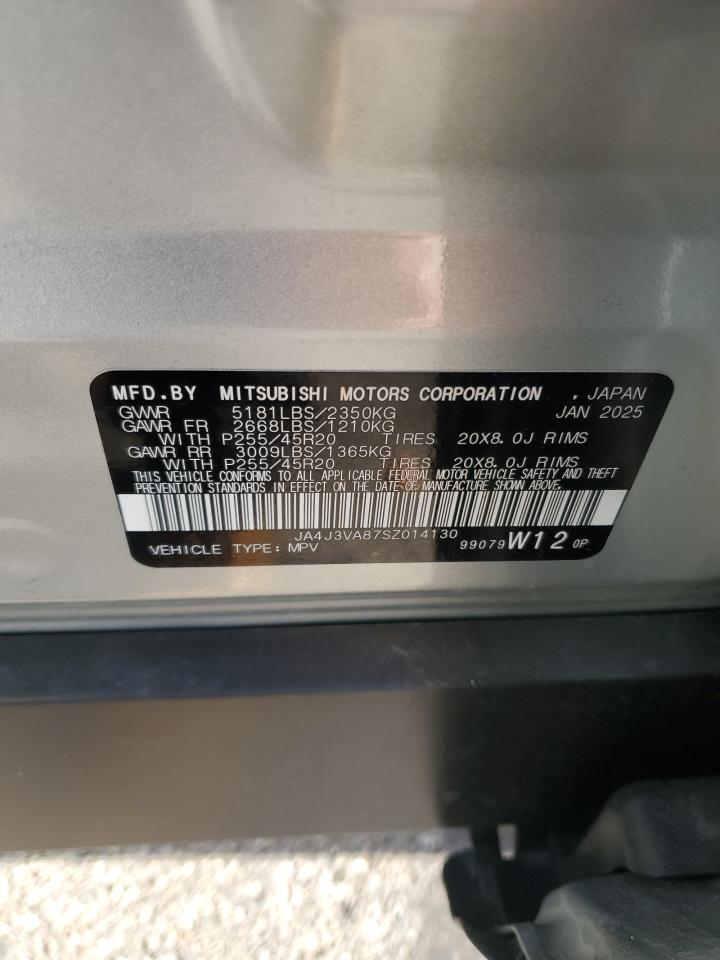 MFD.BY MITSUBISHI MOTORS CORPORATION , JAPAN
GVWR 5181LBS/2350KG JAN 2025
GAWR FR 2668LBS/1210KG
WITH P255/45R20 TIRES 20X8.0J RIMS
GAWR RR 3009LBS/1365KG
WITH P255/45R20 TIRES 20X8.0J RIMS
THIS VEHICLE CONFORMS TO ALL APPLICABLE FEDERAL MOTOR VEHICLE SAFETY AND THEFT
PREVENTION STANDARDS IN EFFECT ON THE DATE OF MANUFACTURE SHOWN ABOVE.
JA4J3VA87SZ014130
VEHICLE TYPE: MPV 99079 W12 0P